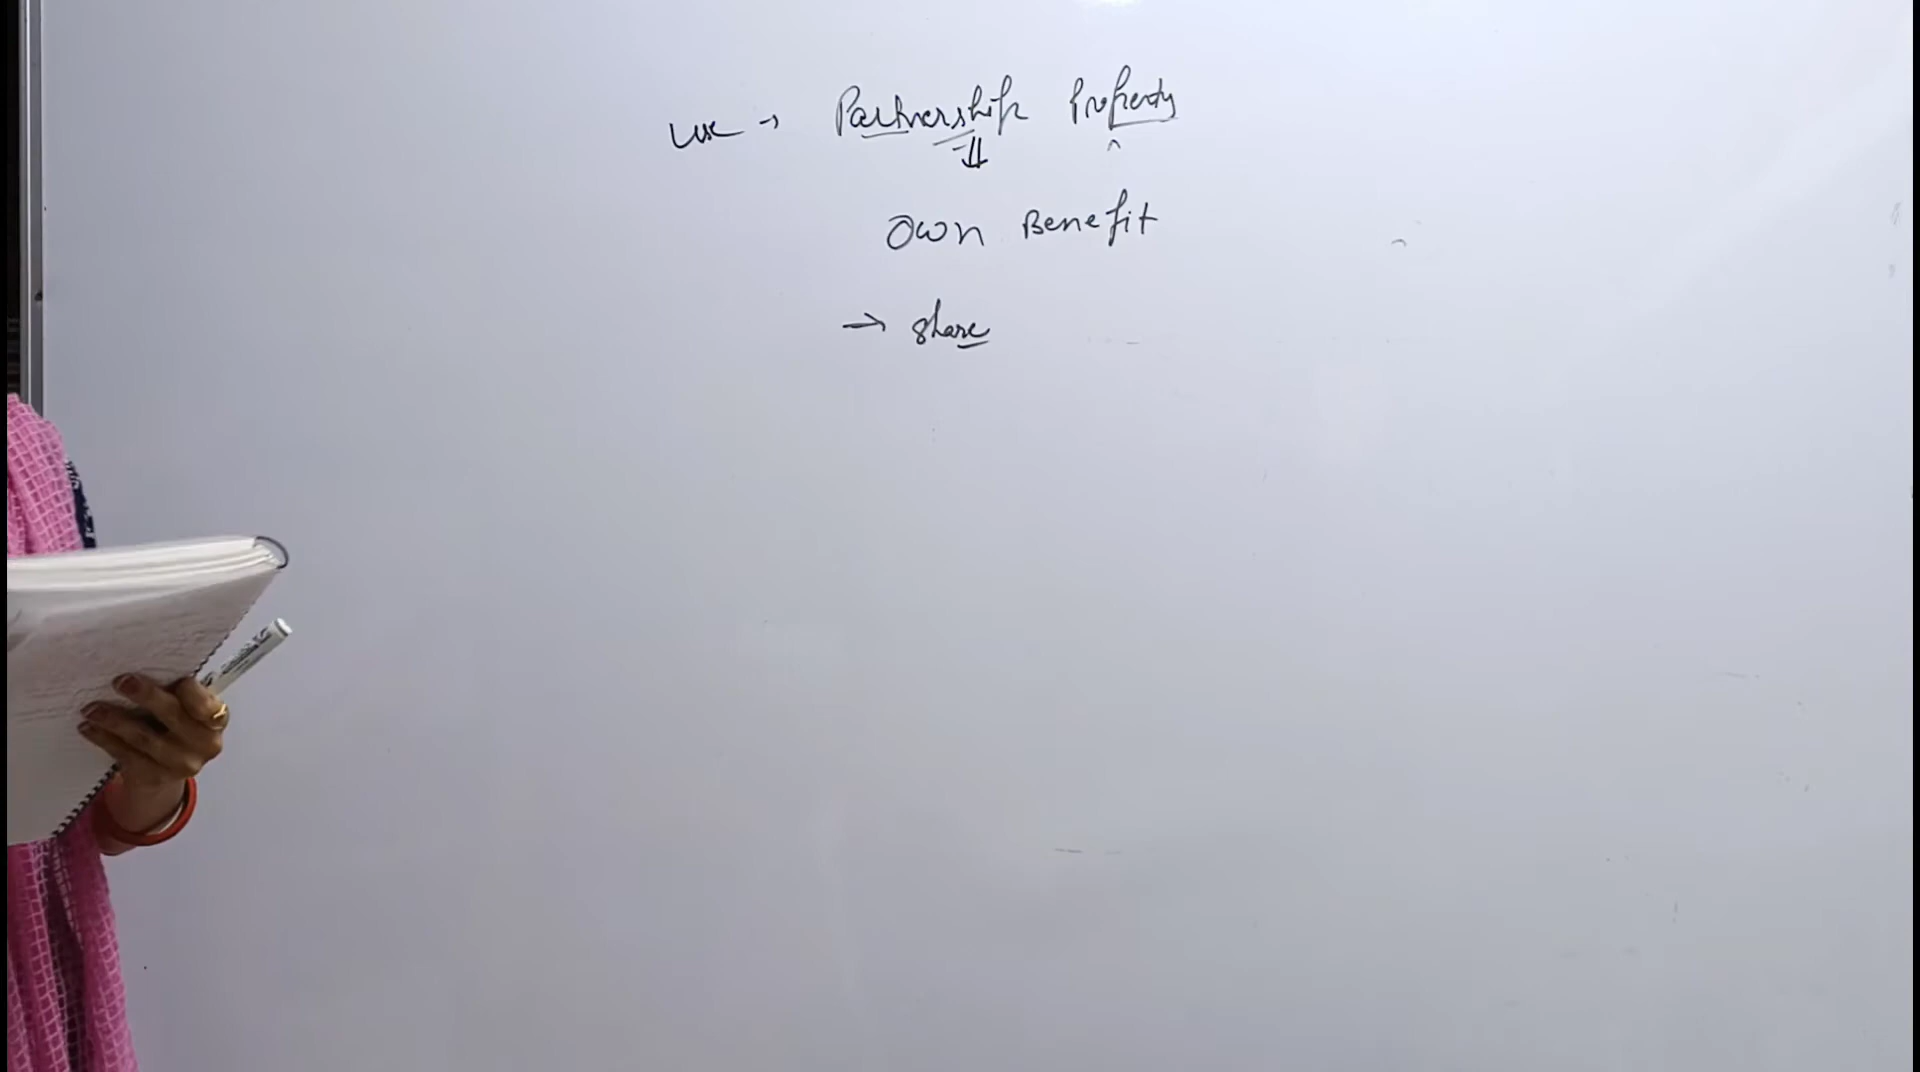 use → Partnership Property
⇓
Own Benefit
→ share